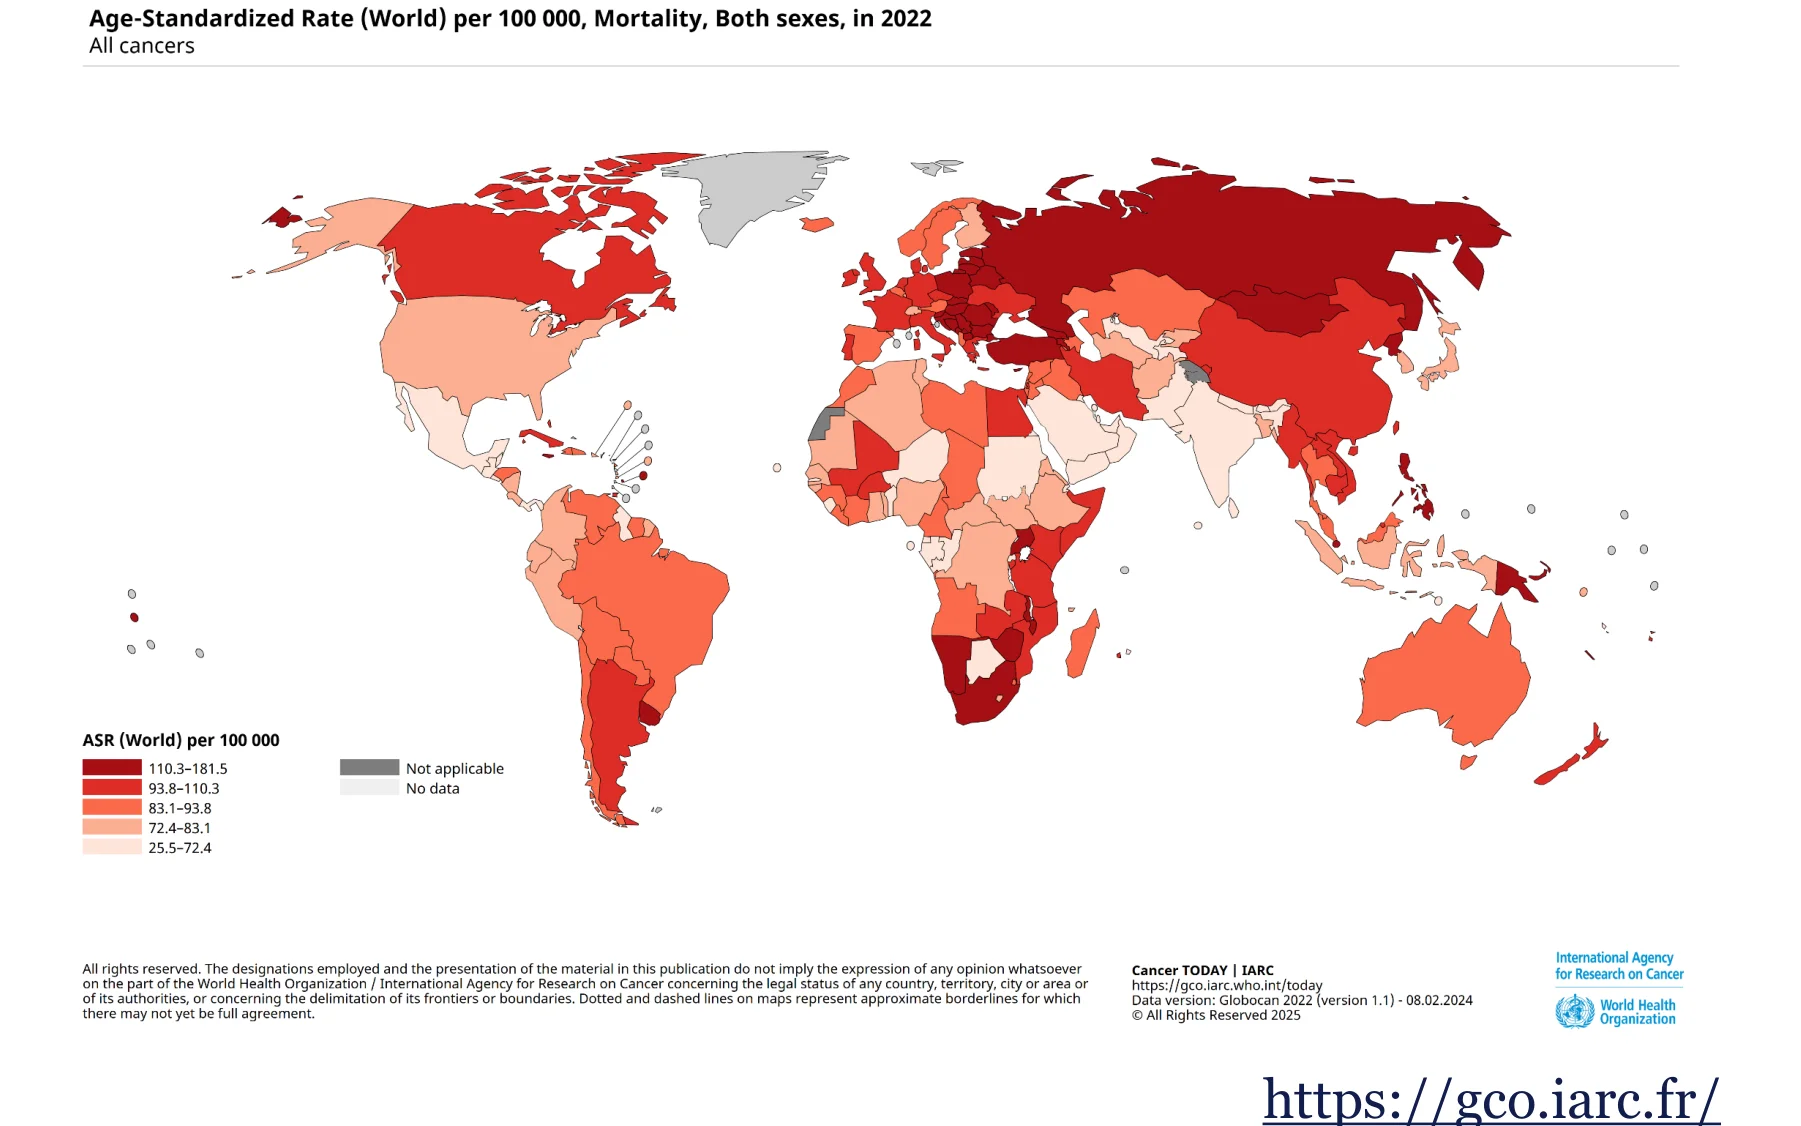 Age-Standardized Rate (World) per 100 000, Mortality, Both sexes, in 2022
All cancers
ASR (World) per 100 000
110.3–181.5
93.8–110.3
83.1–93.8
72.4–83.1
25.5–72.4
Not applicable
No data
All rights reserved. The designations employed and the presentation of the material in this publication do not imply the expression of any opinion whatsoever
on the part of the World Health Organization / International Agency for Research on Cancer concerning the legal status of any country, territory, city or area or
of its authorities, or concerning the delimitation of its frontiers or boundaries. Dotted and dashed lines on maps represent approximate borderlines for which
there may not yet be full agreement.
Cancer TODAY | IARC
https://gco.iarc.who.int/today
Data version: Globocan 2022 (version 1.1) - 08.02.2024
© All Rights Reserved 2025
International Agency
for Research on Cancer
World Health
Organization
https://gco.iarc.fr/